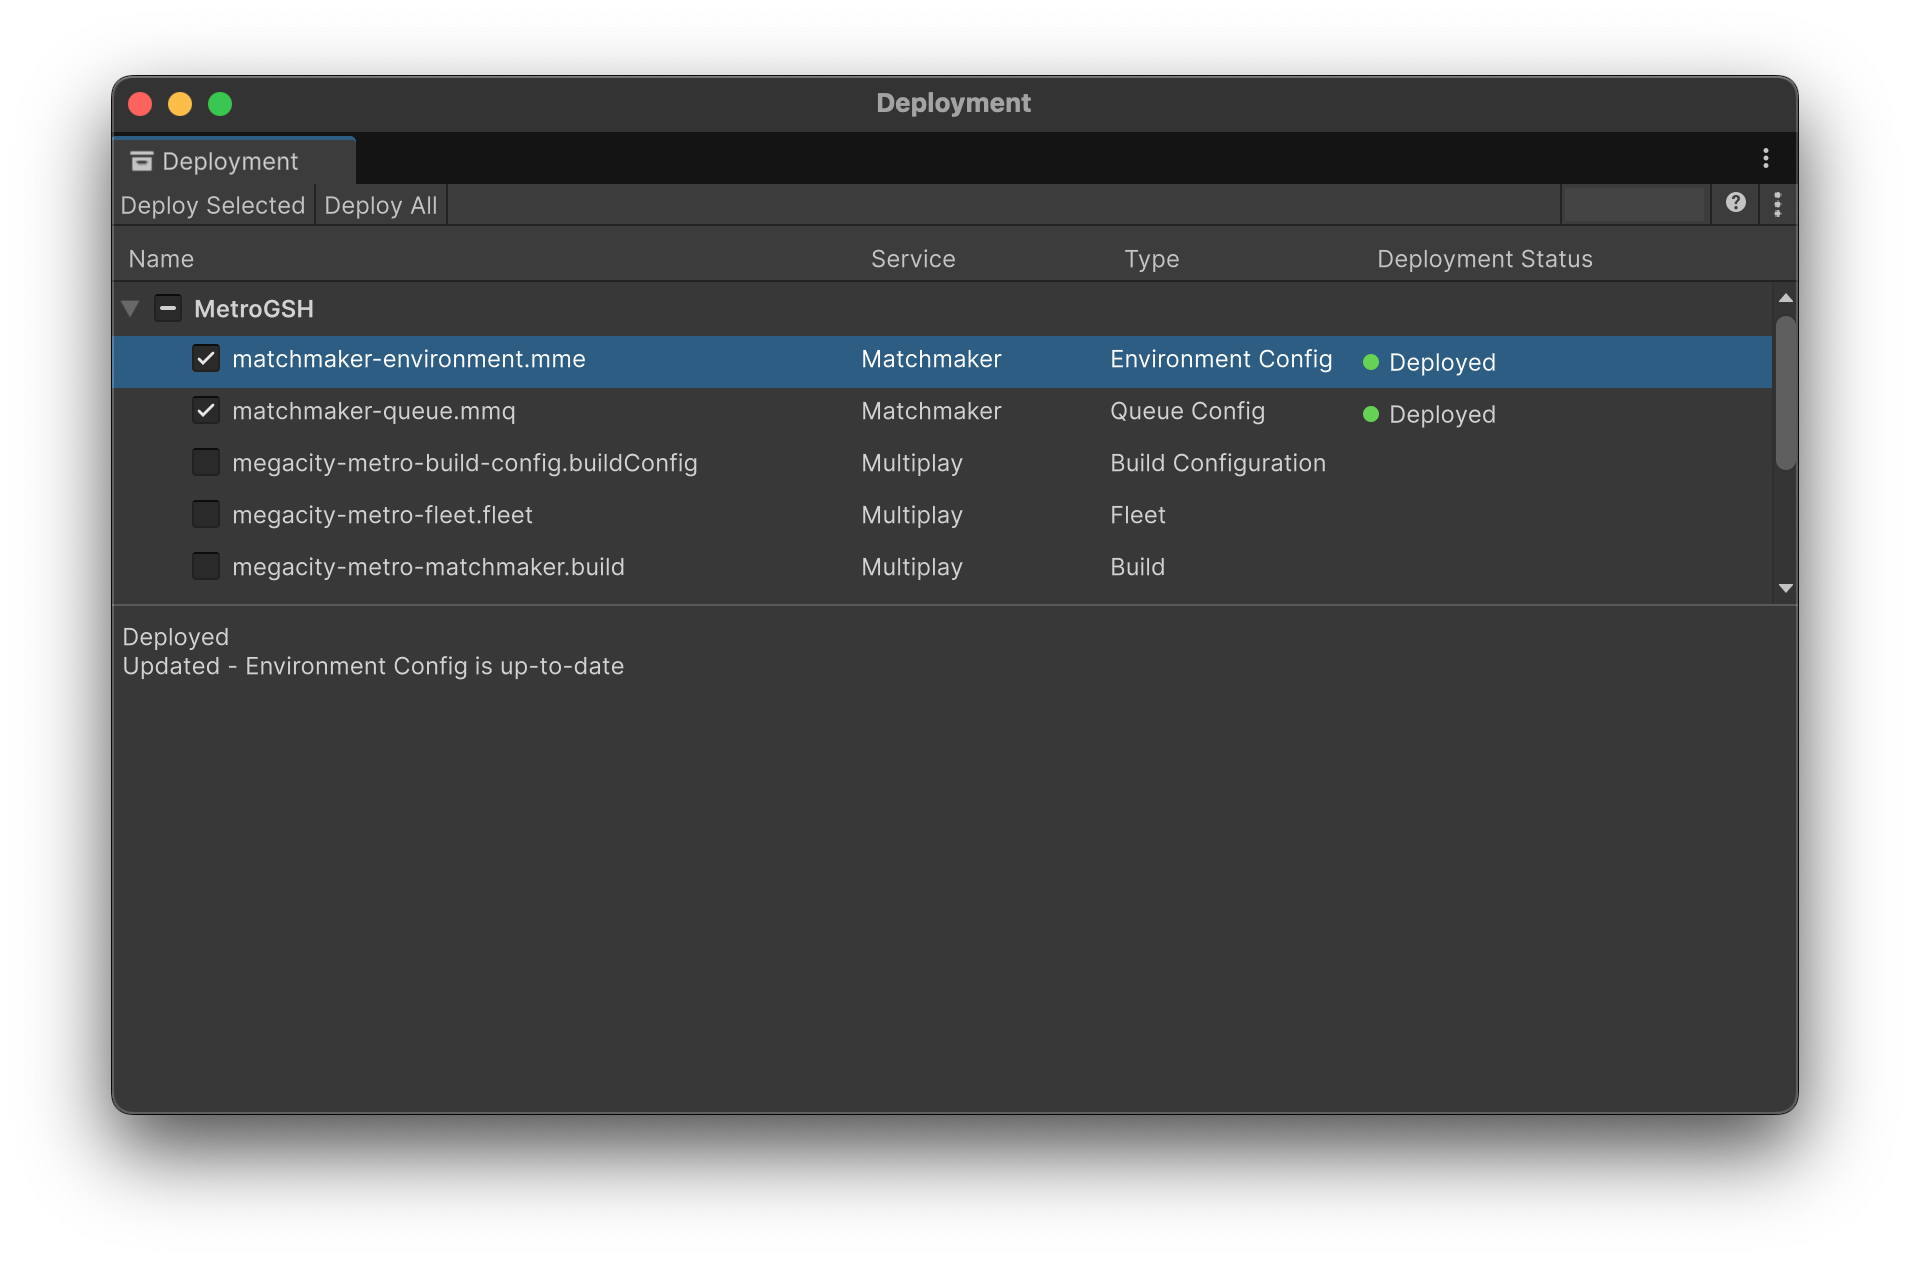 Deployment
Deployment
Deploy Selected Deploy All
Name Service Type Deployment Status
MetroGSH
matchmaker-environment.mme Matchmaker Environment Config Deployed
matchmaker-queue.mmq Matchmaker Queue Config Deployed
megacity-metro-build-config.buildConfig Multiplay Build Configuration
megacity-metro-fleet.fleet Multiplay Fleet
megacity-metro-matchmaker.build Multiplay Build
Deployed
Updated - Environment Config is up-to-date